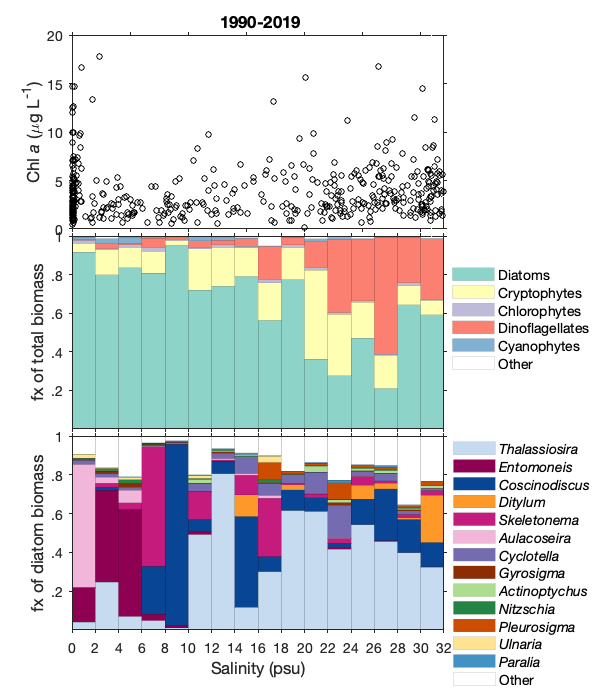 1990-2019
Chl a (μg L⁻¹)
20
15
10
5
0
fx of total biomass
1
.8
.6
.4
.2
Diatoms
Cryptophytes
Chlorophytes
Dinoflagellates
Cyanophytes
Other
fx of diatom biomass
1
.8
.6
.4
.2
Thalassiosira
Entomoneis
Coscinodiscus
Ditylum
Skeletonema
Aulacoseira
Cyclotella
Gyrosigma
Actinoptychus
Nitzschia
Pleurosigma
Ulnaria
Paralia
Other
0 2 4 6 8 10 12 14 16 18 20 22 24 26 28 30 32
Salinity (psu)